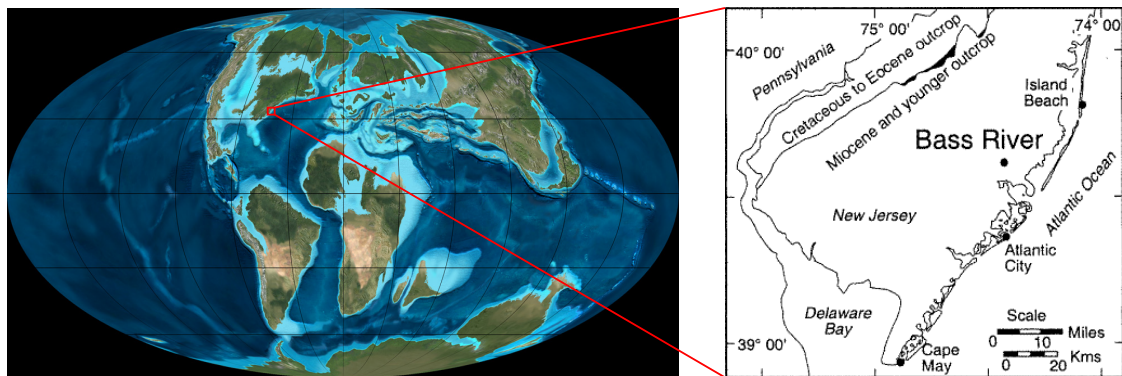 75° 00'
74° 00'
40° 00'
Pennsylvania
Cretaceous to Eocene outcrop
Miocene and younger outcrop
Island
Beach
Bass River
New Jersey
Atlantic Ocean
Atlantic
City
Delaware
Bay
Scale
0 10 Miles
0 20 Kms
39° 00'
Cape
May